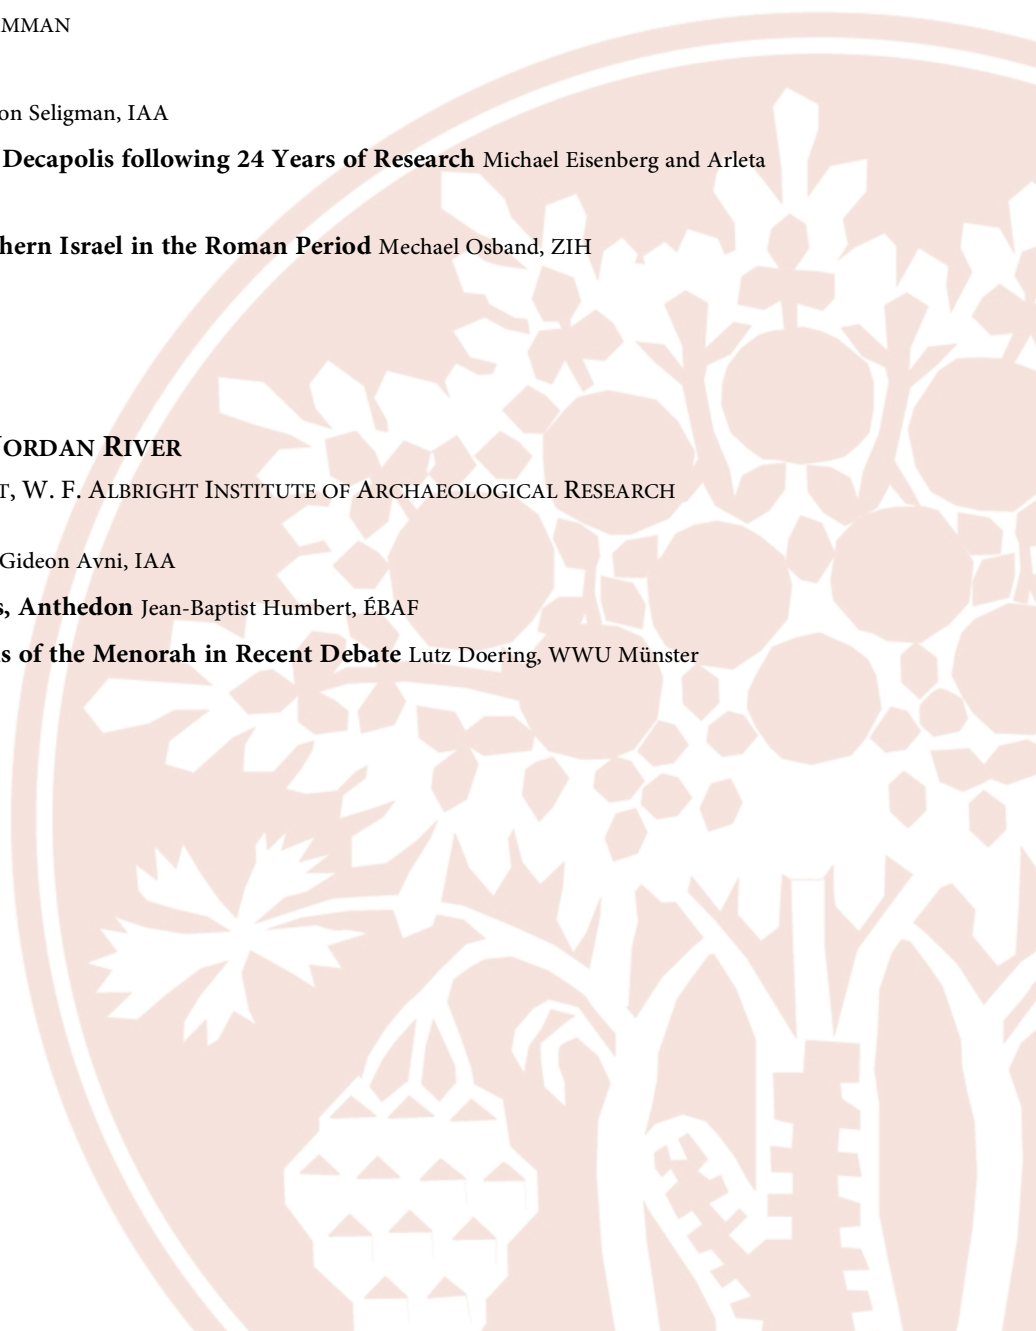 MMAN
on Seligman, IAA
Decapolis following 24 Years of Research Michael Eisenberg and Arleta
hern Israel in the Roman Period Mechael Osband, ZIH
JORDAN RIVER
T, W. F. ALBRIGHT INSTITUTE OF ARCHAEOLOGICAL RESEARCH
Gideon Avni, IAA
s, Anthedon Jean-Baptist Humbert, ÉBAF
s of the Menorah in Recent Debate Lutz Doering, WWU Münster